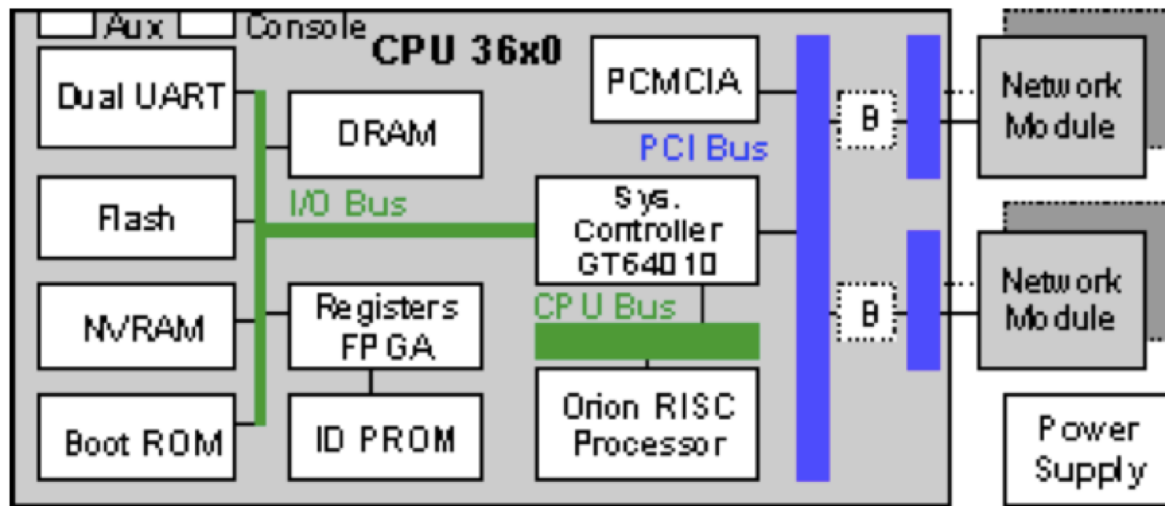 Aux
Console
CPU 36x0
Dual UART
DRAM
PCMCIA
PCI Bus
B
Network
Module
Flash
I/O Bus
Sys.
Controller
GT64010
NVRAM
Registers
FPGA
CPU Bus
B
Network
Module
Boot ROM
ID PROM
Orion RISC
Processor
Power
Supply